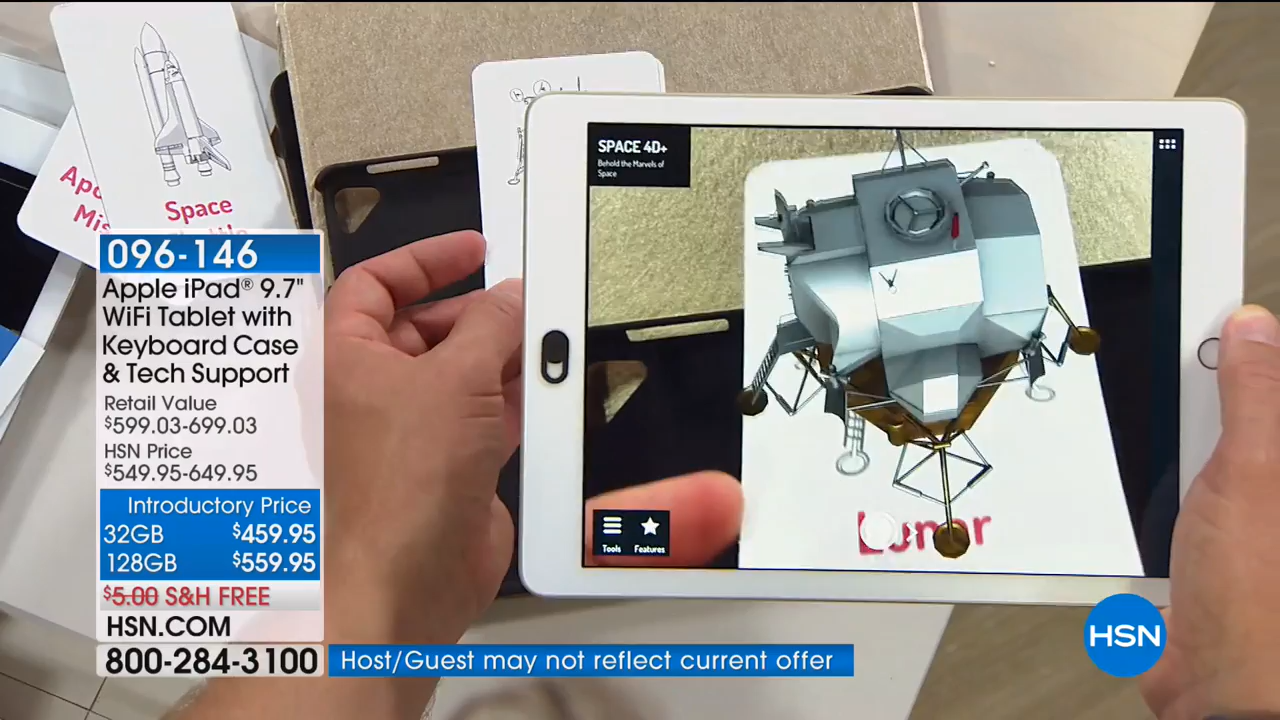 Space
096-146
Apple iPad® 9.7"
WiFi Tablet with
Keyboard Case
& Tech Support
Retail Value
$599.03-699.03
HSN Price
$549.95-649.95
Introductory Price
32GB $459.95
128GB $559.95
$5.00 S&H FREE
HSN.COM
800-284-3100
Host/Guest may not reflect current offer
HSN
SPACE 4D+
Behold the Marvels of
Space
Tools
Features
Lunar